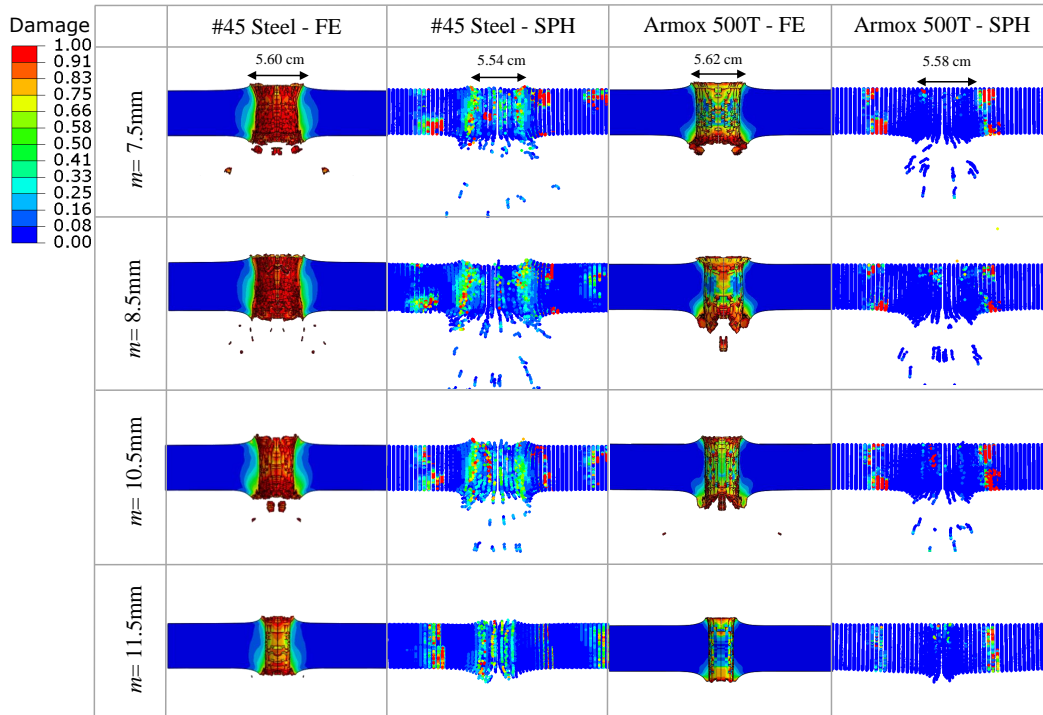 Damage
1.00
0.91
0.83
0.75
0.66
0.58
0.50
0.41
0.33
0.25
0.16
0.08
0.00
#45 Steel - FE
#45 Steel - SPH
Armox 500T - FE
Armox 500T - SPH
m= 7.5mm
5.60 cm
5.54 cm
5.62 cm
5.58 cm
m= 8.5mm
m= 10.5mm
m= 11.5mm